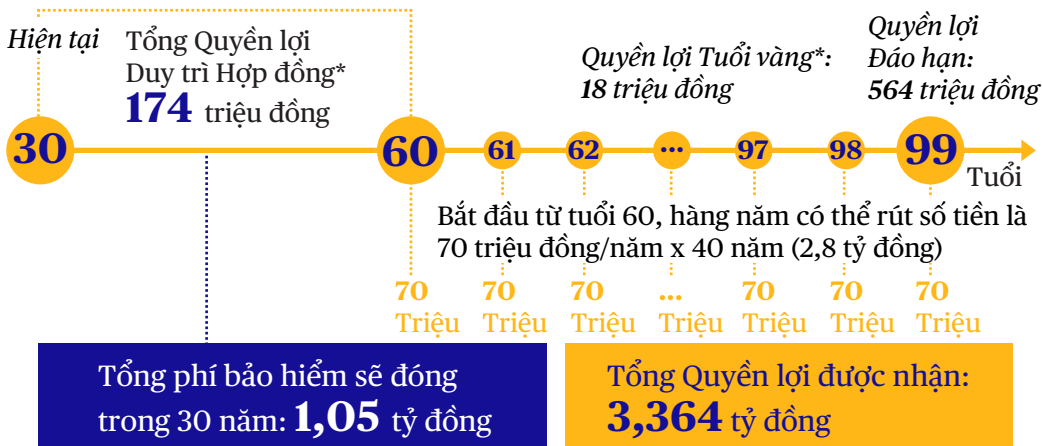 Hiện tại
Tổng Quyền lợi
Duy trì Hợp đồng*
174 triệu đồng
Quyền lợi Tuổi vàng*:
18 triệu đồng
Quyền lợi
Đáo hạn:
564 triệu đồng
30 60 61 62 ... 97 98 99
Tuổi
Bắt đầu từ tuổi 60, hàng năm có thể rút số tiền là
70 triệu đồng/năm x 40 năm (2,8 tỷ đồng)
70 70 70 ... 70 70 70
Triệu Triệu Triệu Triệu Triệu Triệu Triệu
Tổng phí bảo hiểm sẽ đóng
trong 30 năm: 1,05 tỷ đồng
Tổng Quyền lợi được nhận:
3,364 tỷ đồng